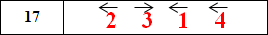 17 ← → ← ←
2 3 1 4